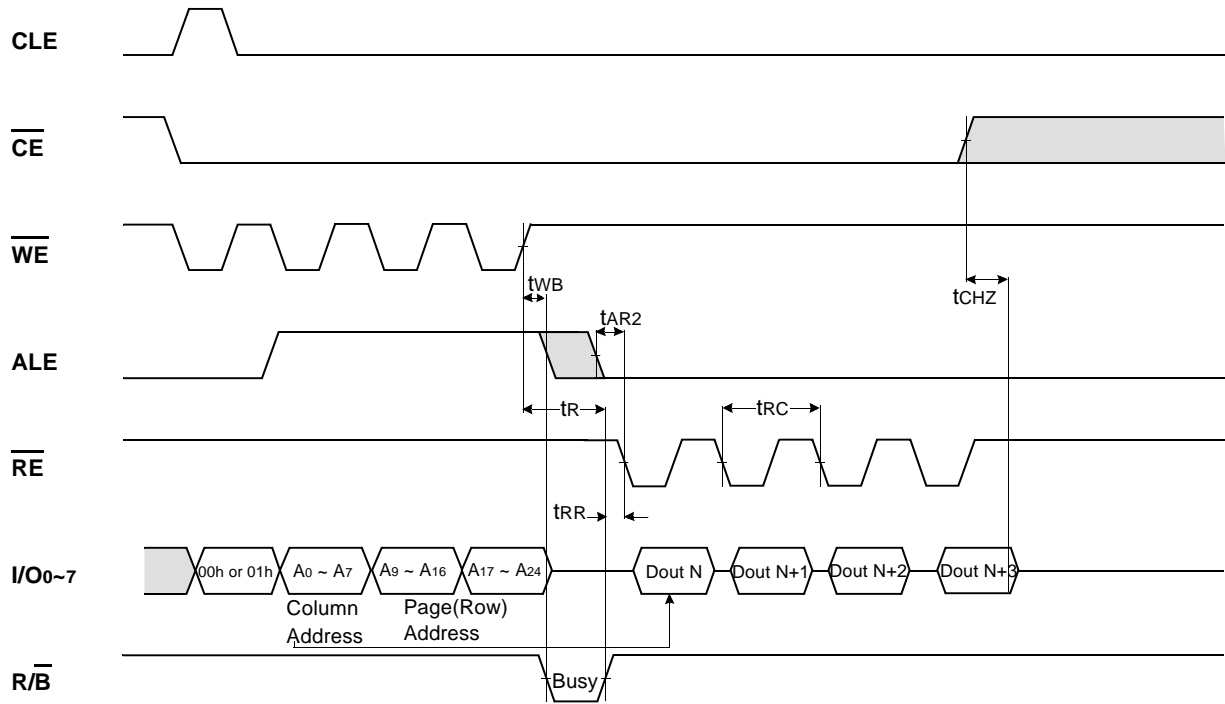 CLE
CE
WE
tWB
tCHZ
tAR2
ALE
tR
tRC
RE
tRR
I/O0~7
00h or 01h
A0 ~ A7
A9 ~ A16
A17 ~ A24
Dout N
Dout N+1
Dout N+2
Dout N+3
Column
Address
Page(Row)
Address
R/B
Busy